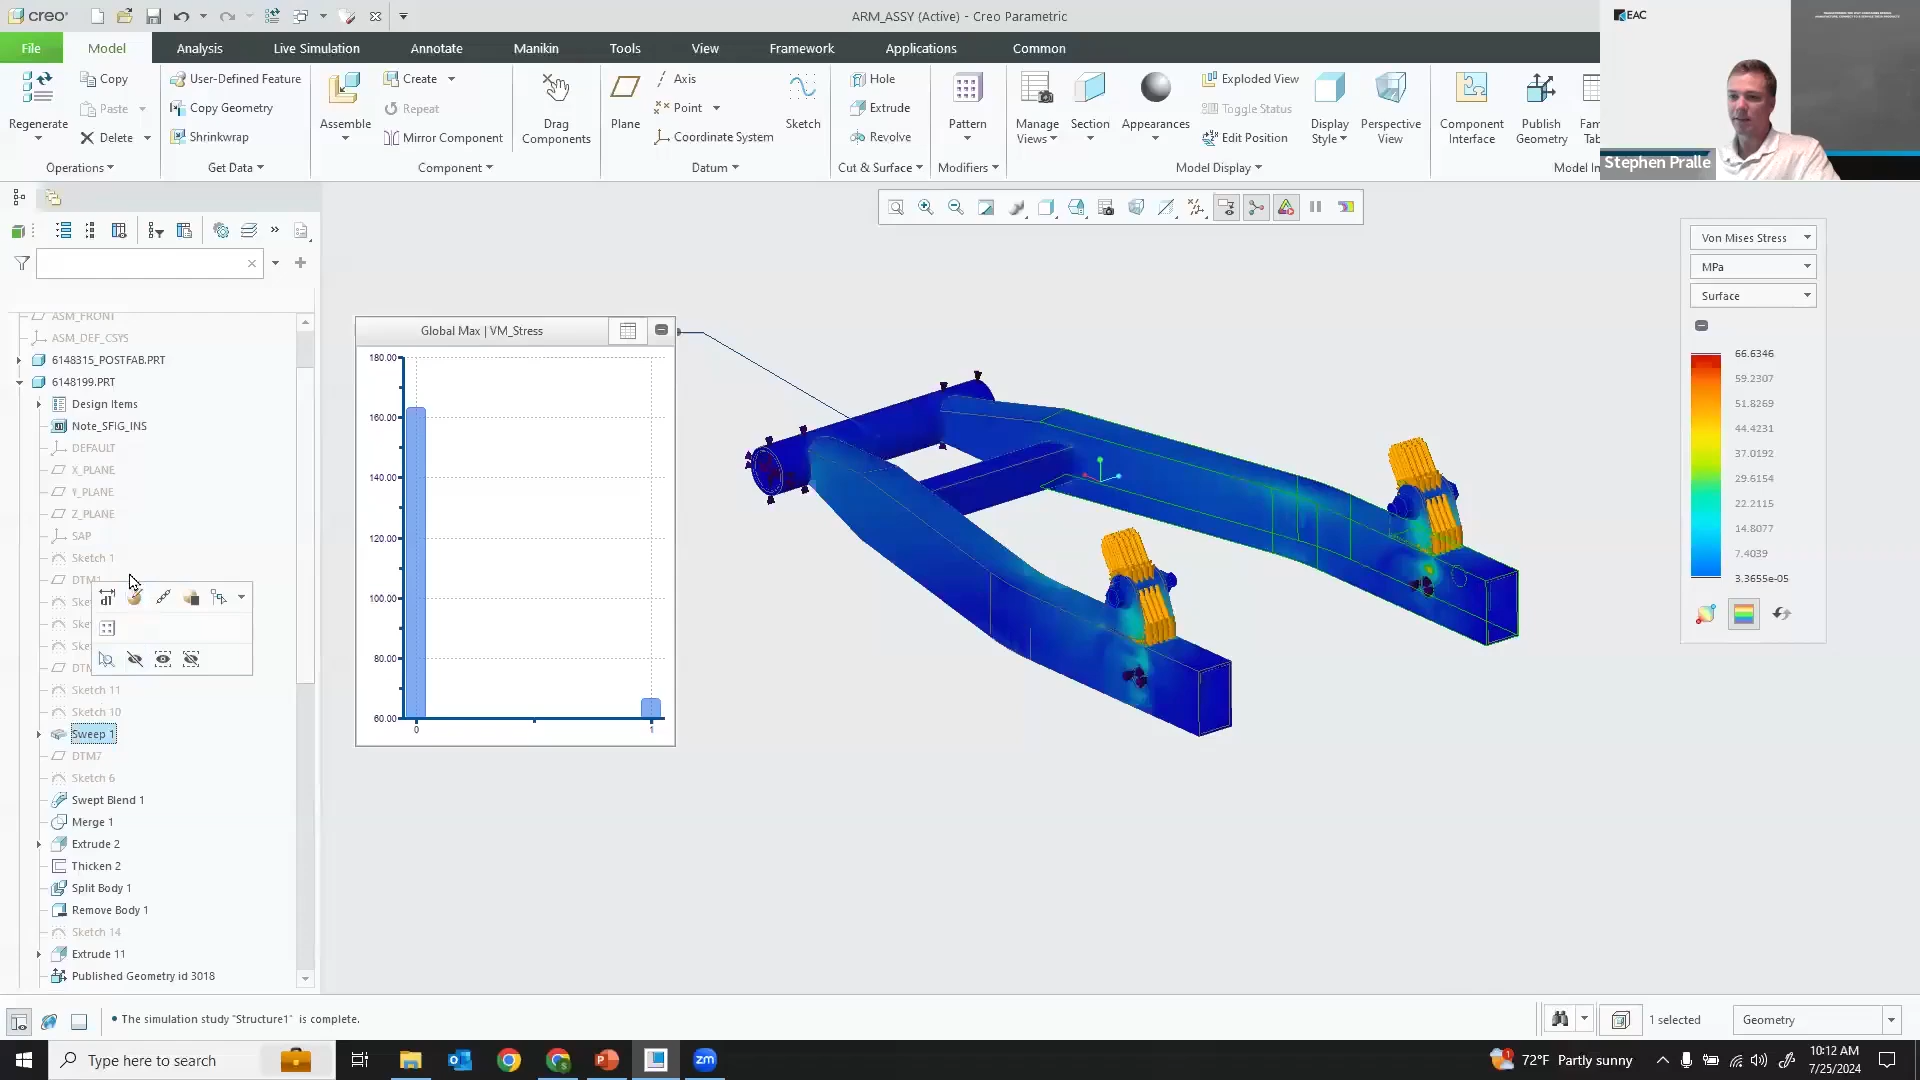 creo
ARM_ASSY (Active) - Creo Parametric
EAC
File
Model
Analysis
Live Simulation
Annotate
Manikin
Tools
View
Framework
Applications
Common
Regenerate
Copy
Paste
Delete
Operations
User-Defined Feature
Copy Geometry
Shrinkwrap
Get Data
Assemble
Create
Repeat
Mirror Component
Component
Drag Components
Plane
Axis
Point
Coordinate System
Sketch
Datum
Hole
Extrude
Revolve
Cut & Surface
Pattern
Modifiers
Manage Views
Section
Appearances
Exploded View
Toggle Status
Edit Position
Display Style
Perspective View
Model Display
Component Interface
Publish Geometry
Fam
Tab
Model In
Stephen Pralle
ASM_FRONT
ASM_DEF_CSYS
6148315_POSTFAB.PRT
6148199.PRT
Design Items
Note_SFIG_INS
DEFAULT
X_PLANE
Y_PLANE
Z_PLANE
SAP
Sketch 1
DTM1
Ske
Ske
Ske
DTM
Sketch 11
Sketch 10
Sweep 1
DTM7
Sketch 6
Swept Blend 1
Merge 1
Extrude 2
Thicken 2
Split Body 1
Remove Body 1
Sketch 14
Extrude 11
Published Geometry id 3018
Global Max | VM_Stress
180.00
160.00
140.00
120.00
100.00
80.00
60.00
0
1
Von Mises Stress
MPa
Surface
66.6346
59.2307
51.8269
44.4231
37.0192
29.6154
22.2115
14.8077
7.4039
3.3655e-05
The simulation study "Structure1" is complete.
1 selected
Geometry
Type here to search
zm
72°F Partly sunny
10:12 AM
7/25/2024